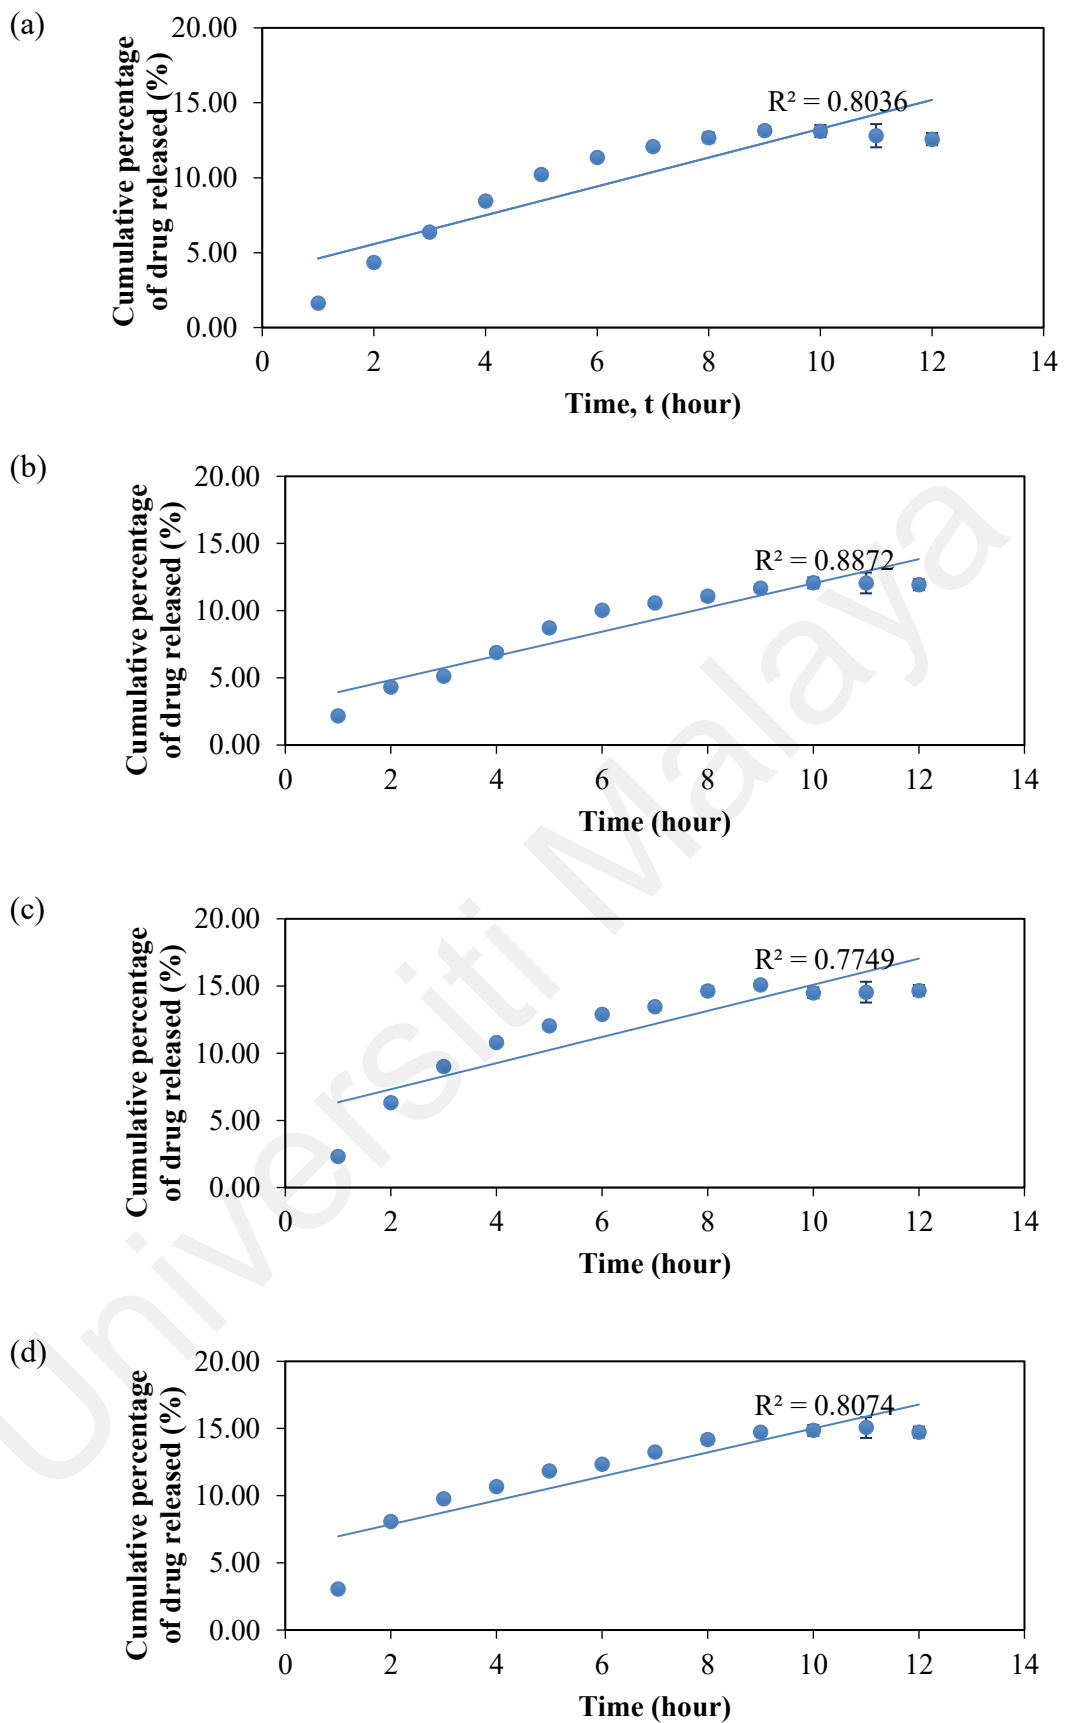 (a)
Cumulative percentage
of drug released (%)
20.00
15.00
10.00
5.00
0.00
R² = 0.8036
0 2 4 6 8 10 12 14
Time, t (hour)
(b)
Cumulative percentage
of drug released (%)
20.00
15.00
10.00
5.00
0.00
R² = 0.8872
0 2 4 6 8 10 12 14
Time (hour)
(c)
Cumulative percentage
of drug released (%)
20.00
15.00
10.00
5.00
0.00
R² = 0.7749
0 2 4 6 8 10 12 14
Time (hour)
(d)
Cumulative percentage
of drug released (%)
20.00
15.00
10.00
5.00
0.00
R² = 0.8074
0 2 4 6 8 10 12 14
Time (hour)
Universiti Malaya